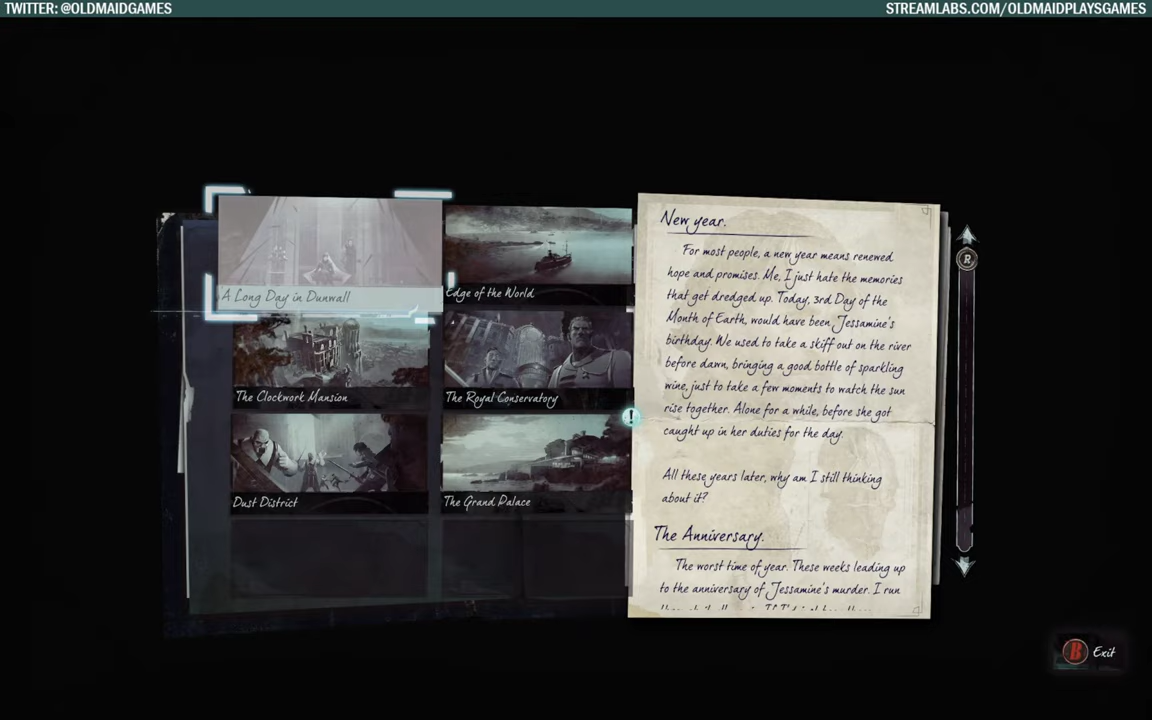 TWITTER: @OLDMAIDGAMES
STREAMLABS.COM/OLDMAIDPLAYSGAMES
A Long Day in Dunwall
Edge of the World
The Clockwork Mansion
The Royal Conservatory
Dust District
The Grand Palace
New year.
For most people, a new year means renewed
hope and promises. Me, I just hate the memories
that get dredged up. Today, 3rd Day of the
Month of Earth, would have been Jessamine's
birthday. We used to take a skiff out on the river
before dawn, bringing a good bottle of sparkling
wine, just to take a few moments to watch the sun
rise together. Alone for a while, before she got
caught up in her duties for the day.
All these years later, why am I still thinking
about it?
The Anniversary.
The worst time of year. These weeks leading up
to the anniversary of Jessamine's murder. I run
R
!
B Exit